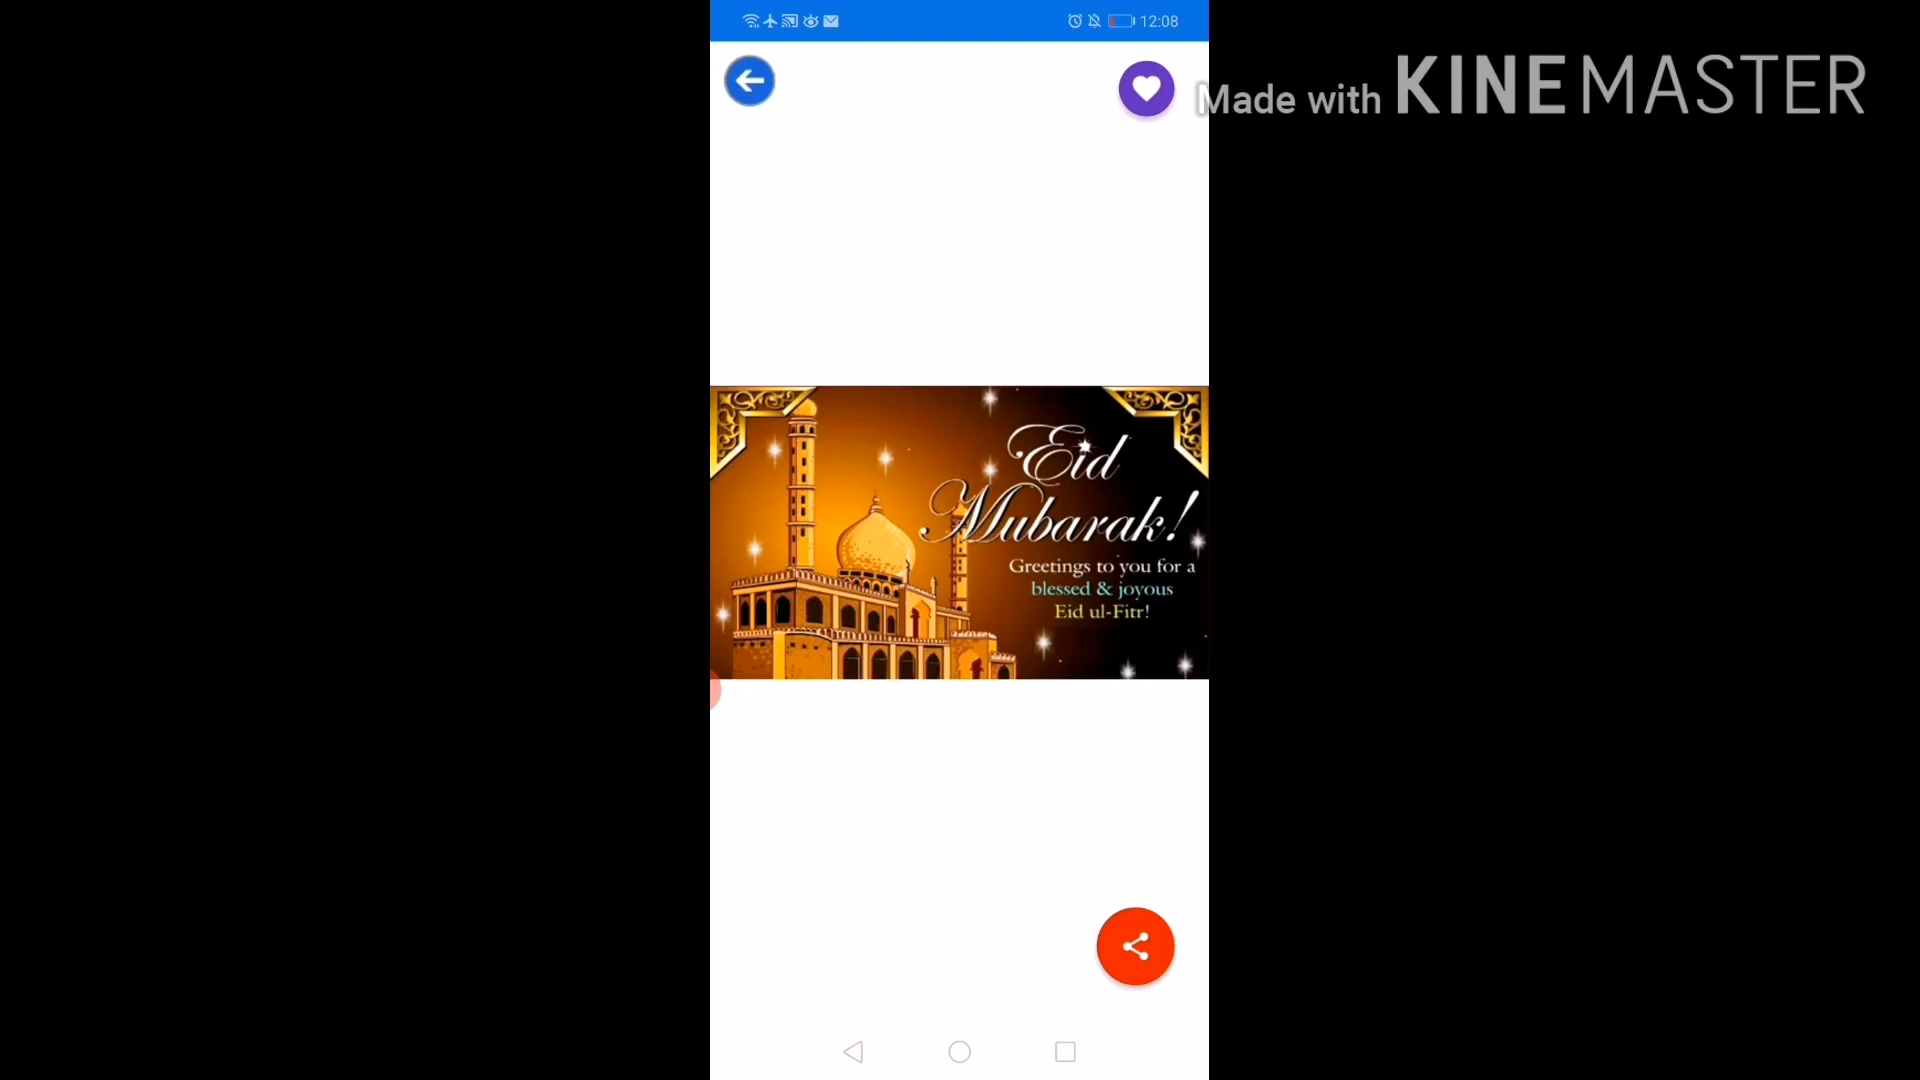 12:08
Made with KINEMASTER
Eid
Mubarak!
Greetings to you for a
blessed & joyous
Eid ul-Fitr!